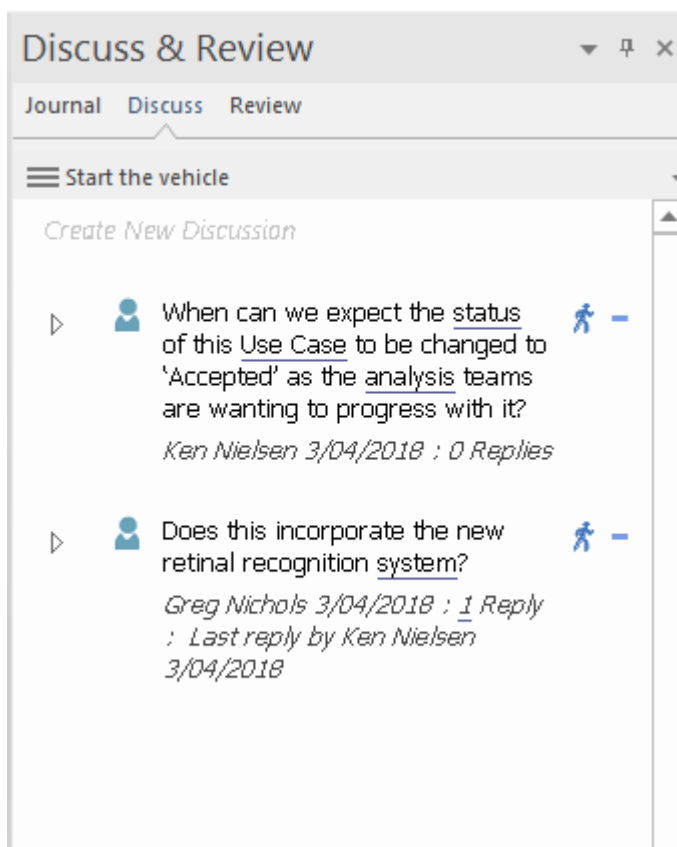 Discuss & Review
Journal Discuss Review
Start the vehicle
Create New Discussion
When can we expect the status
of this Use Case to be changed to
'Accepted' as the analysis teams
are wanting to progress with it?
Ken Nielsen 3/04/2018 : 0 Replies
Does this incorporate the new
retinal recognition system?
Greg Nichols 3/04/2018 : 1 Reply
: Last reply by Ken Nielsen
3/04/2018